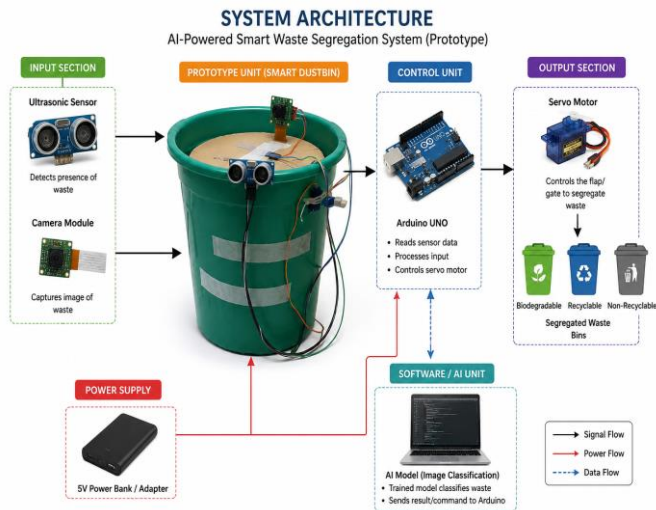 SYSTEM ARCHITECTURE
AI-Powered Smart Waste Segregation System (Prototype)
INPUT SECTION
Ultrasonic Sensor
Detects presence of
waste
Camera Module
Captures image of
waste
PROTOTYPE UNIT (SMART DUSTBIN)
CONTROL UNIT
Arduino UNO
• Reads sensor data
• Processes input
• Controls servo motor
OUTPUT SECTION
Servo Motor
Controls the flap/
gate to segregate
waste
Biodegradable
Recyclable
Non-Recyclable
Segregated Waste
Bins
POWER SUPPLY
5V Power Bank / Adapter
SOFTWARE / AI UNIT
AI Model (Image Classification)
• Trained model classifies waste
• Sends result/command to Arduino
Signal Flow
Power Flow
Data Flow